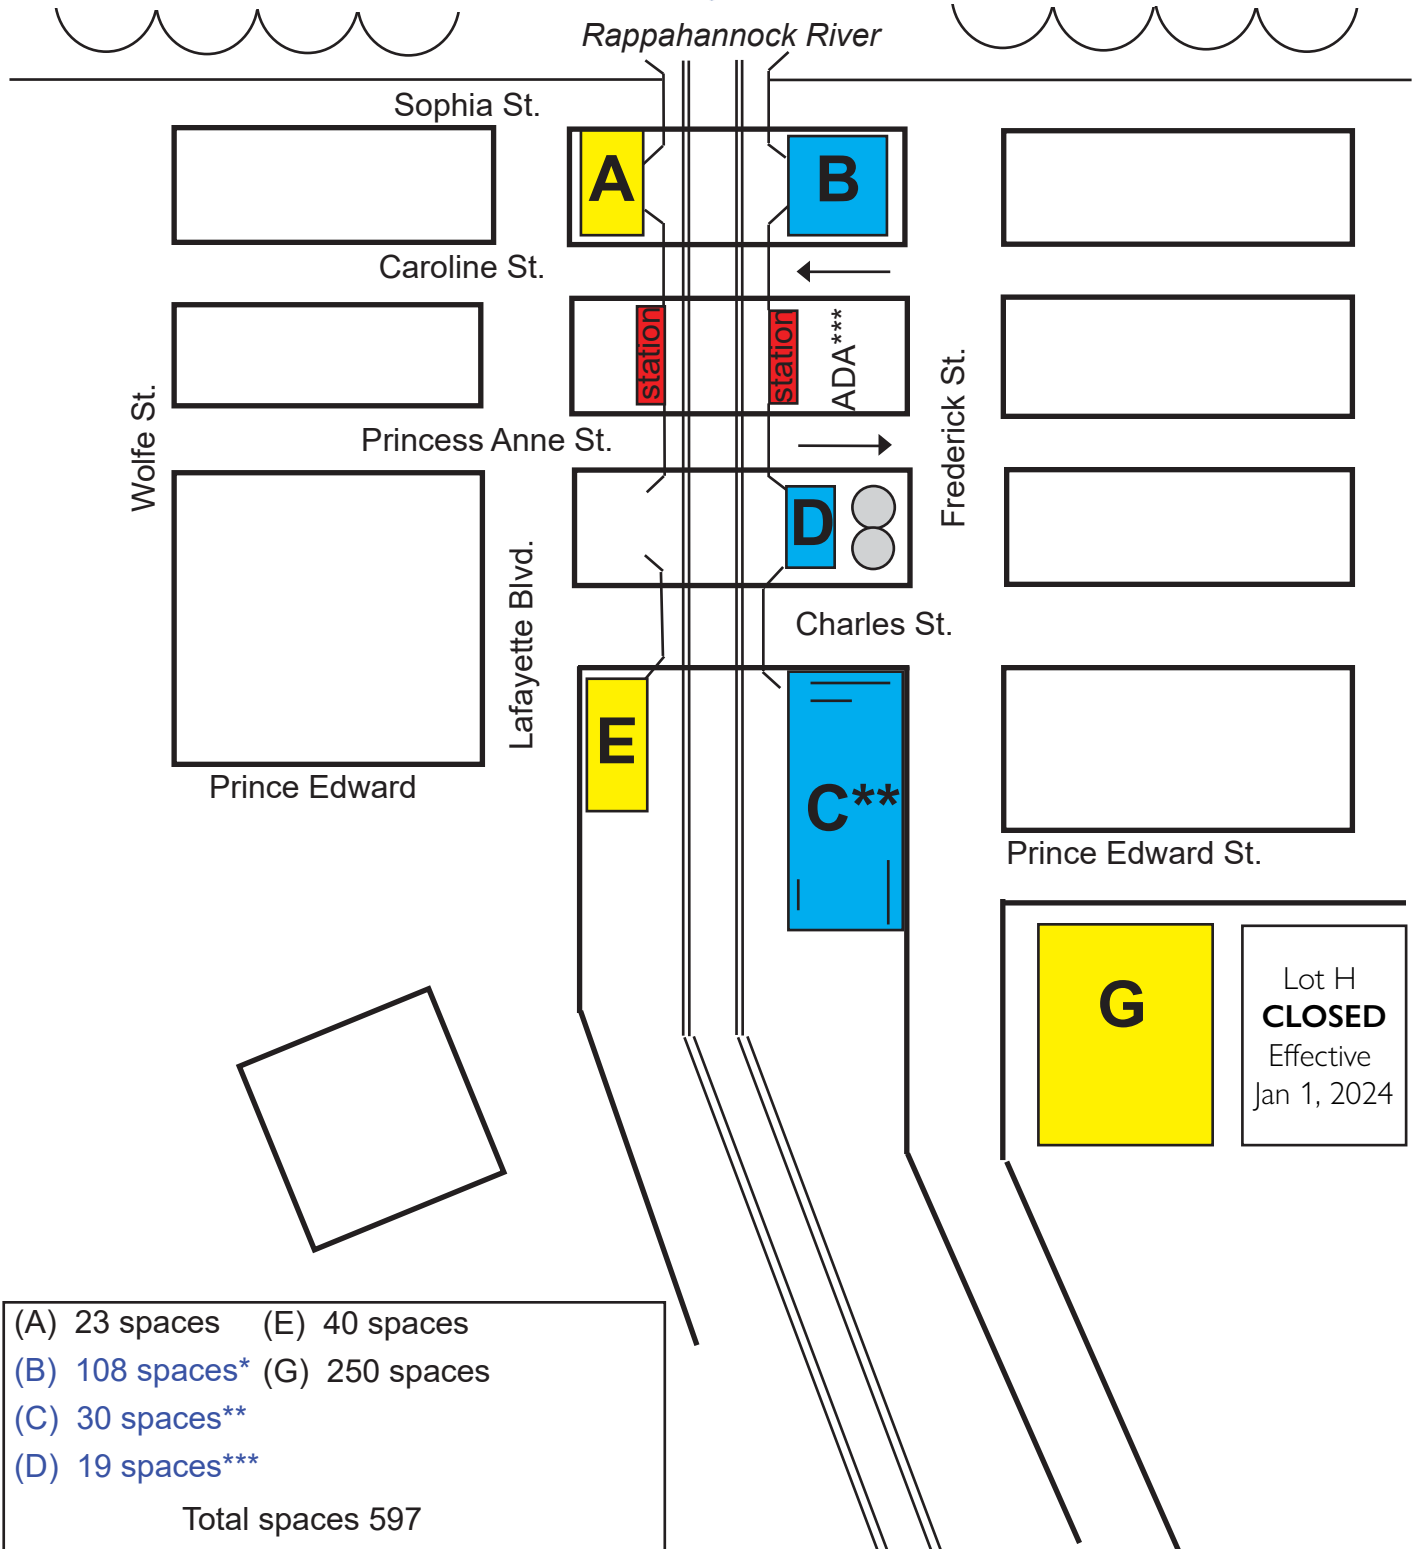 Rappahannock River
Sophia St.
A
B
Caroline St.
station
station
ADA***
Princess Anne St.
Wolfe St.
Frederick St.
D
Lafayette Blvd.
Charles St.
E
C**
Prince Edward
Prince Edward St.
G
Lot H
CLOSED
Effective
Jan 1, 2024
(A) 23 spaces (E) 40 spaces
(B) 108 spaces* (G) 250 spaces
(C) 30 spaces**
(D) 19 spaces***
Total spaces 597